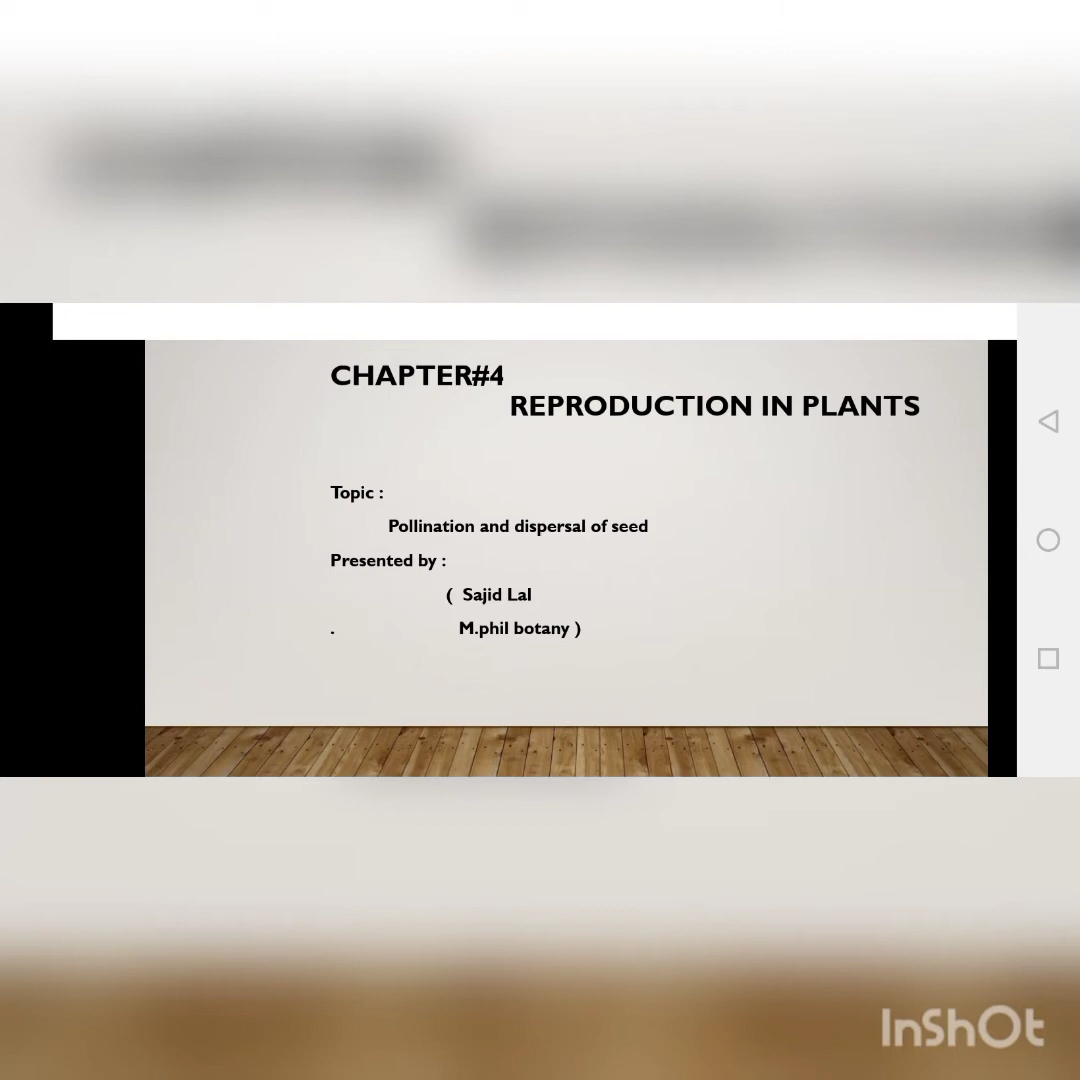 CHAPTER#4
REPRODUCTION IN PLANTS
Topic :
Pollination and dispersal of seed
Presented by :
( Sajid Lal
. M.phil botany )
InShOt